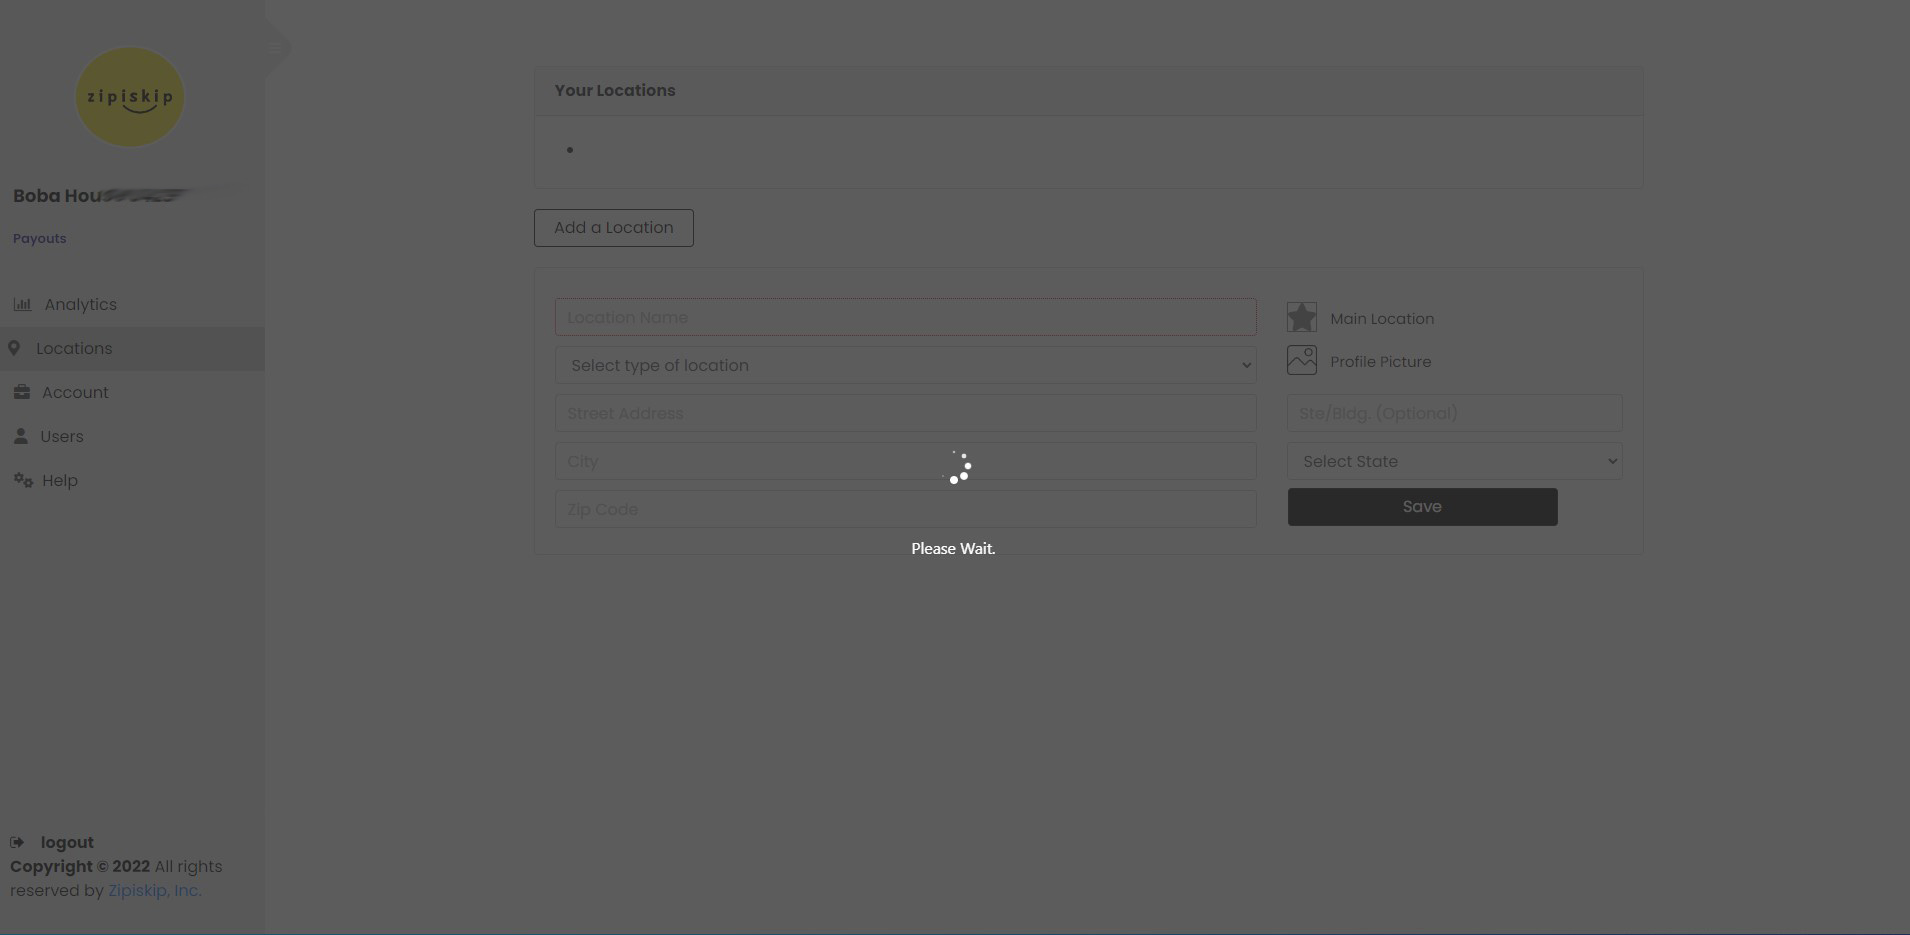 zipiskip
Boba Hou
Payouts
Analytics
Locations
Account
Users
Help
logout
Copyright © 2022 All rights
reserved by Zipiskip, Inc.
Your Locations
Add a Location
Location Name
Main Location
Select type of location
Profile Picture
Street Address
Ste/Bldg. (Optional)
City
Select State
Zip Code
Save
Please Wait.